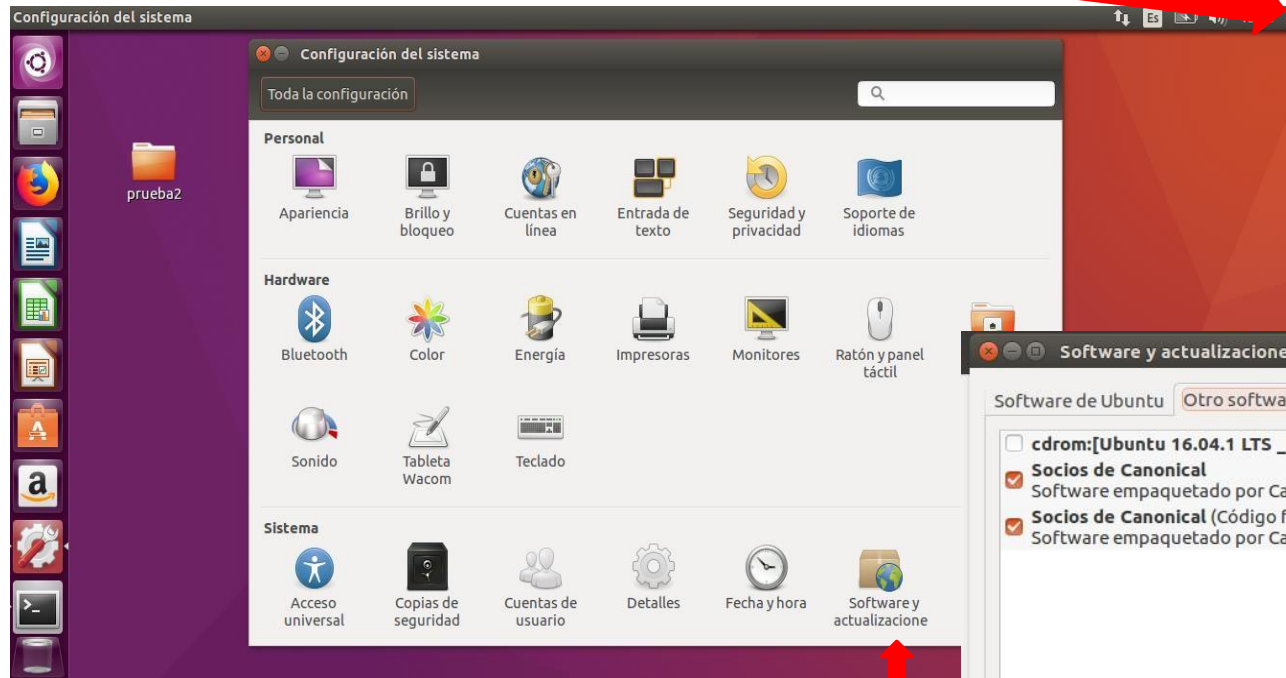 Configuración del sistema
Es
Configuración del sistema
Toda la configuración
prueba2
Personal
Apariencia
Brillo y
bloqueo
Cuentas en
línea
Entrada de
texto
Seguridad y
privacidad
Soporte de
idiomas
Hardware
Bluetooth
Color
Energía
Impresoras
Monitores
Ratón y panel
táctil
Sonido
Tableta
Wacom
Teclado
Sistema
Acceso
universal
Copias de
seguridad
Cuentas de
usuario
Detalles
Fecha y hora
Software y
actualizacione
Software y actualizacione
Software de Ubuntu
Otro softwa
cdrom:[Ubuntu 16.04.1 LTS _
Socios de Canonical
Software empaquetado por Ca
Socios de Canonical (Código f
Software empaquetado por Ca